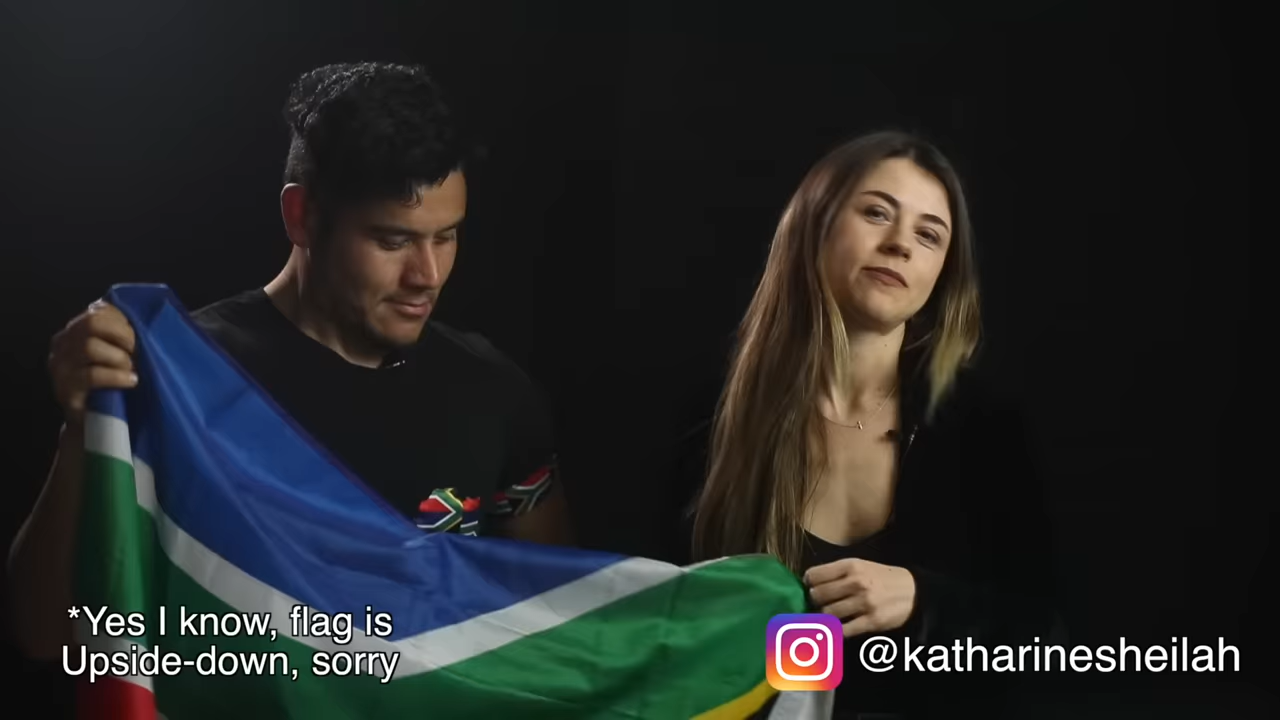 *Yes I know, flag is
Upside-down, sorry
@katharinesheilah